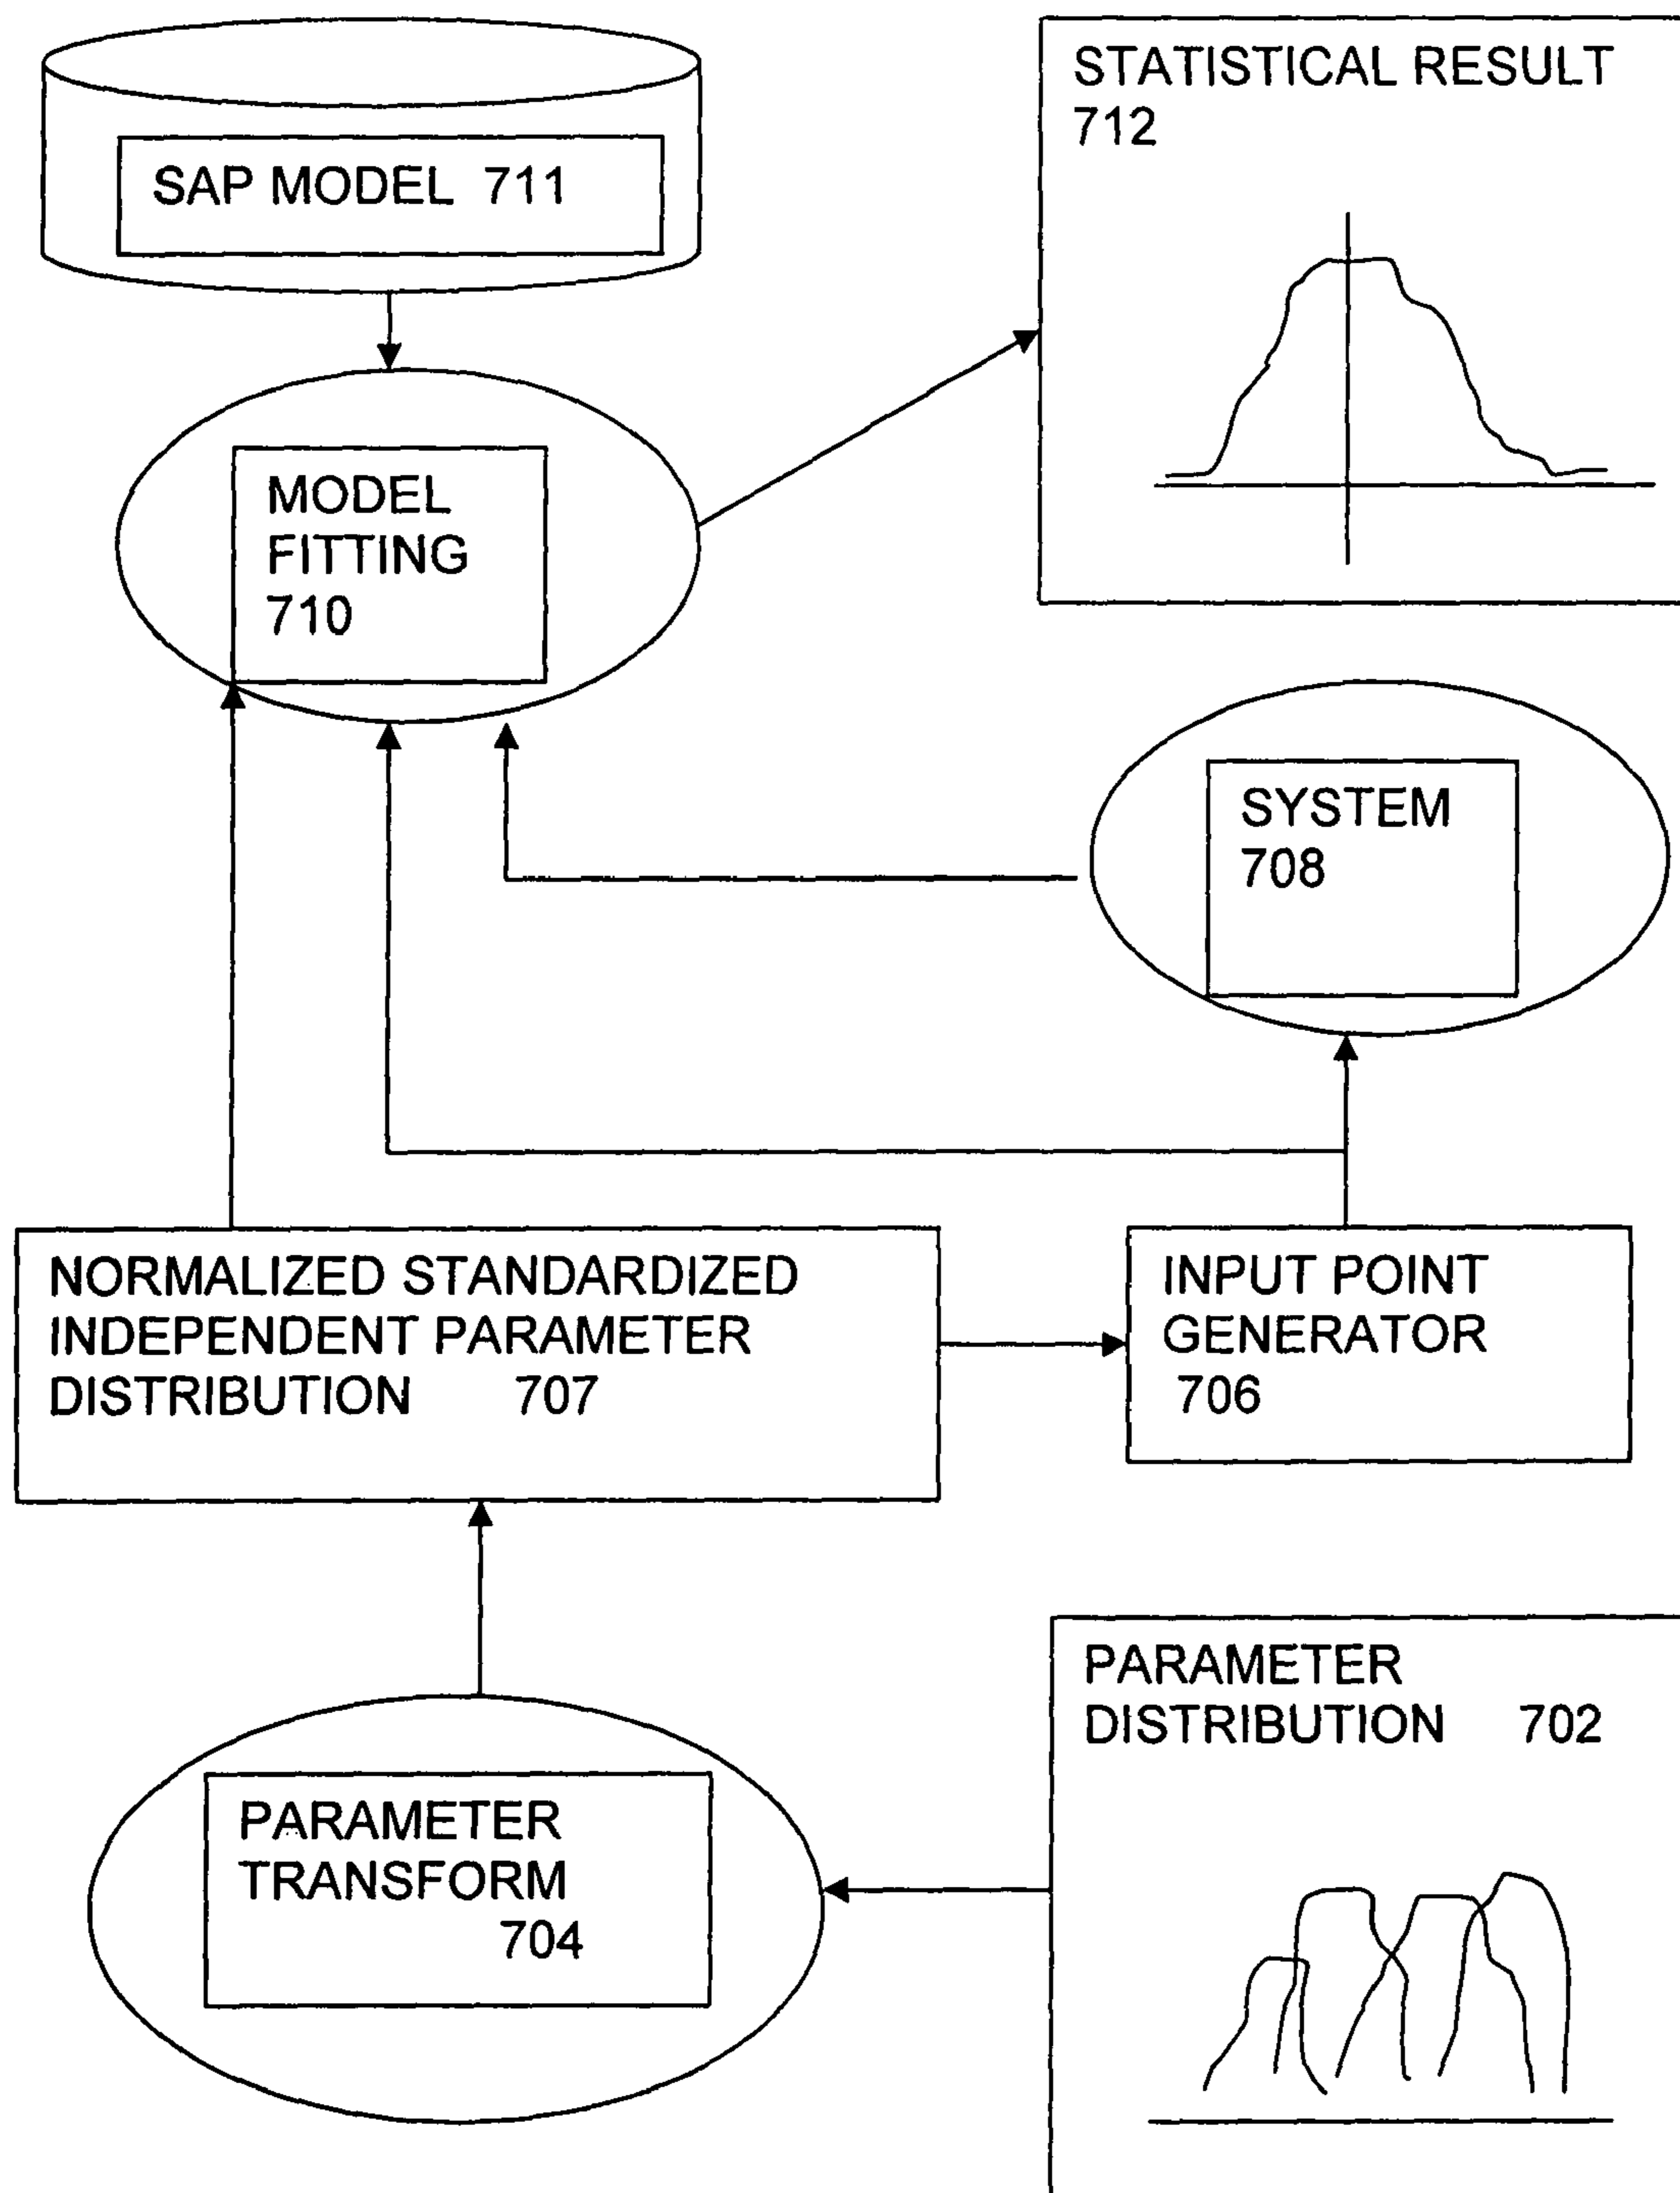 SAP MODEL 711
STATISTICAL RESULT
712
MODEL
FITTING
710
SYSTEM
708
NORMALIZED STANDARDIZED
INDEPENDENT PARAMETER
DISTRIBUTION 707
INPUT POINT
GENERATOR
706
PARAMETER
TRANSFORM
704
PARAMETER
DISTRIBUTION 702